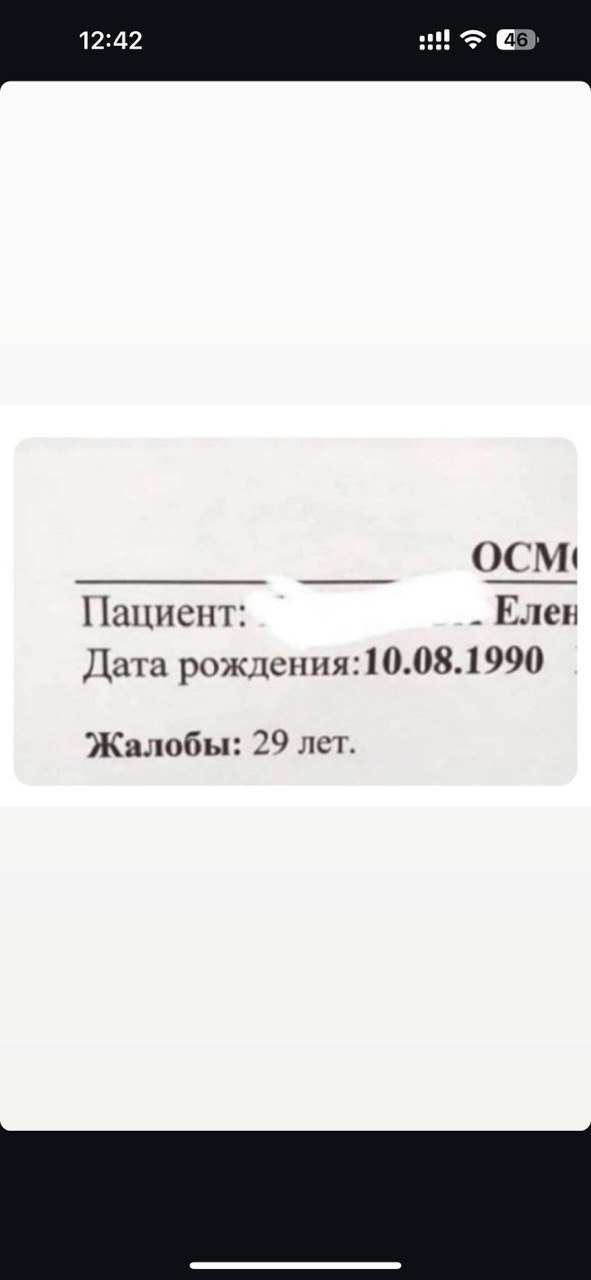 12:42
46
ОСМ
Пациент: Елен
Дата рождения:10.08.1990
Жалобы: 29 лет.